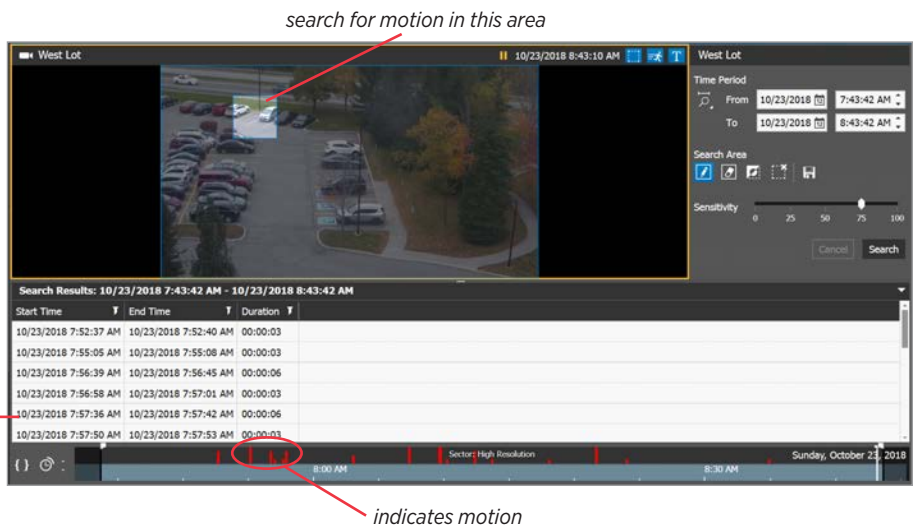 search for motion in this area
West Lot
10/23/2018 8:43:10 AM
T
West Lot
Time Period
From 10/23/2018 7:43:42 AM
To 10/23/2018 8:43:42 AM
Search Area
Sensitivity
0 25 50 75 100
Cancel Search
Search Results: 10/23/2018 7:43:42 AM - 10/23/2018 8:43:42 AM
Start Time End Time Duration
10/23/2018 7:52:37 AM 10/23/2018 7:52:40 AM 00:00:03
10/23/2018 7:55:05 AM 10/23/2018 7:55:08 AM 00:00:03
10/23/2018 7:56:39 AM 10/23/2018 7:56:45 AM 00:00:06
10/23/2018 7:56:58 AM 10/23/2018 7:57:01 AM 00:00:03
10/23/2018 7:57:36 AM 10/23/2018 7:57:42 AM 00:00:06
10/23/2018 7:57:50 AM 10/23/2018 7:57:53 AM 00:00:03
{ } Sector: High Resolution Sunday, October 23, 2018
8:00 AM 8:30 AM
indicates motion